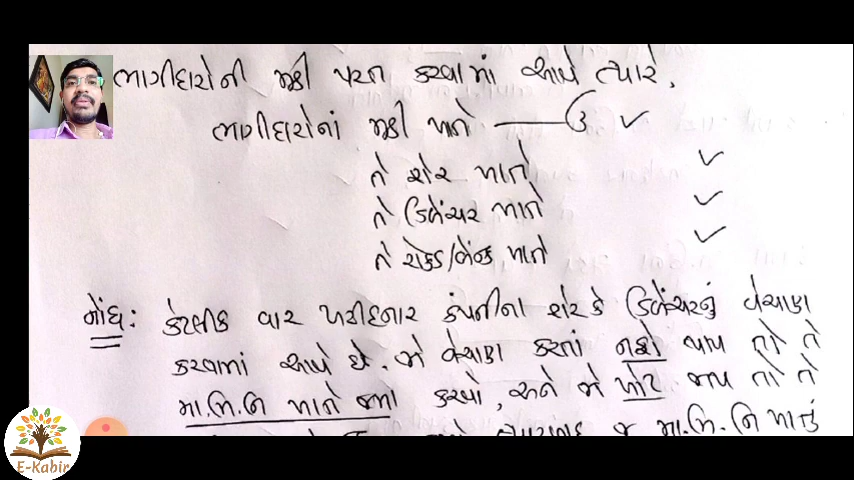 ભાગીદારોની મૂડી પરત કરવામાં આવે ત્યારે,
ભાગીદારોનાં મૂડી ખાતે ——— ઉ ✓
તે શેર ખાતે ✓
તે ડિબેંચર ખાતે ✓
તે રોકડ/બેન્ક ખાતે ✓
નોંધ: કેટલીક વાર ખરીદનાર કંપનીના શેર કે ડિબેંચરનું વેચાણ
કરવામાં આવે છે. જો વેચાણ કરતાં નફો થાય તો તે
મા.મિ.નિ ખાતે જમા કરવો, અને જો ખોટ જાય તો તે
મા.મિ.નિ ખાતું
E-Kabir